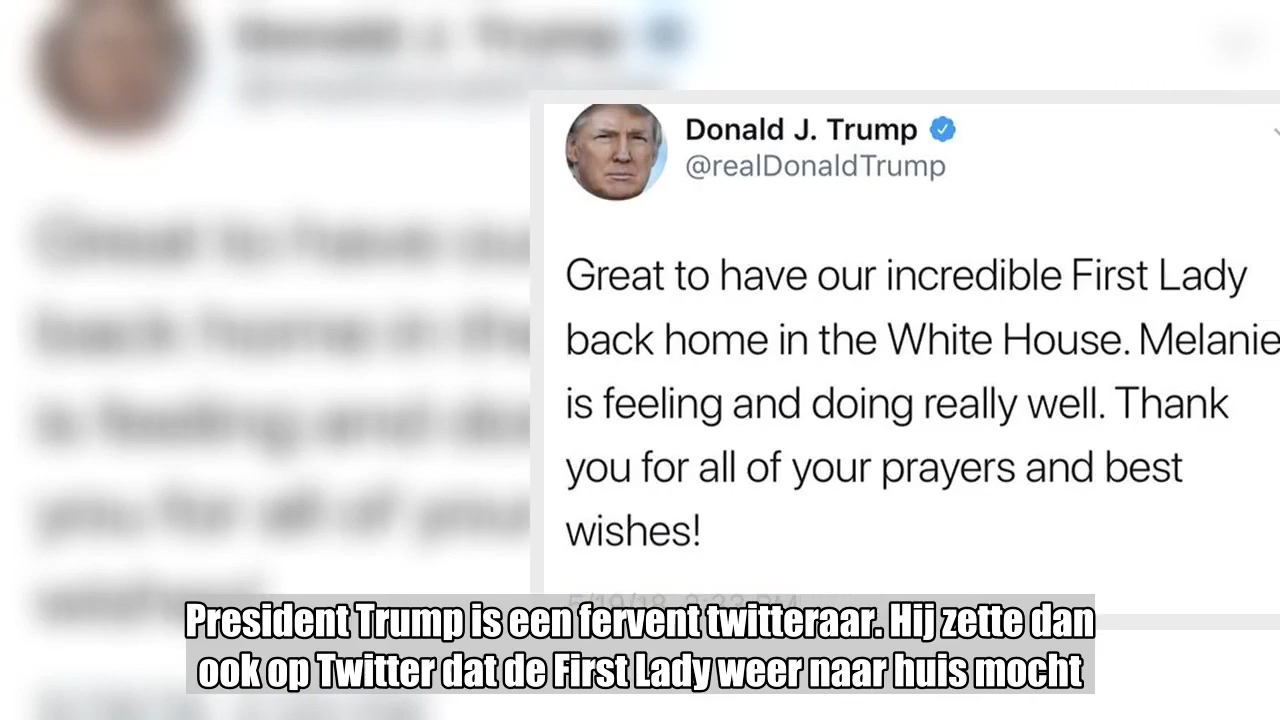 Donald J. Trump
@realDonaldTrump
Great to have our incredible First Lady
back home in the White House. Melanie
is feeling and doing really well. Thank
you for all of your prayers and best
wishes!
President Trump is een fervent twitteraar. Hij zette dan
ook op Twitter dat de First Lady weer naar huis mocht